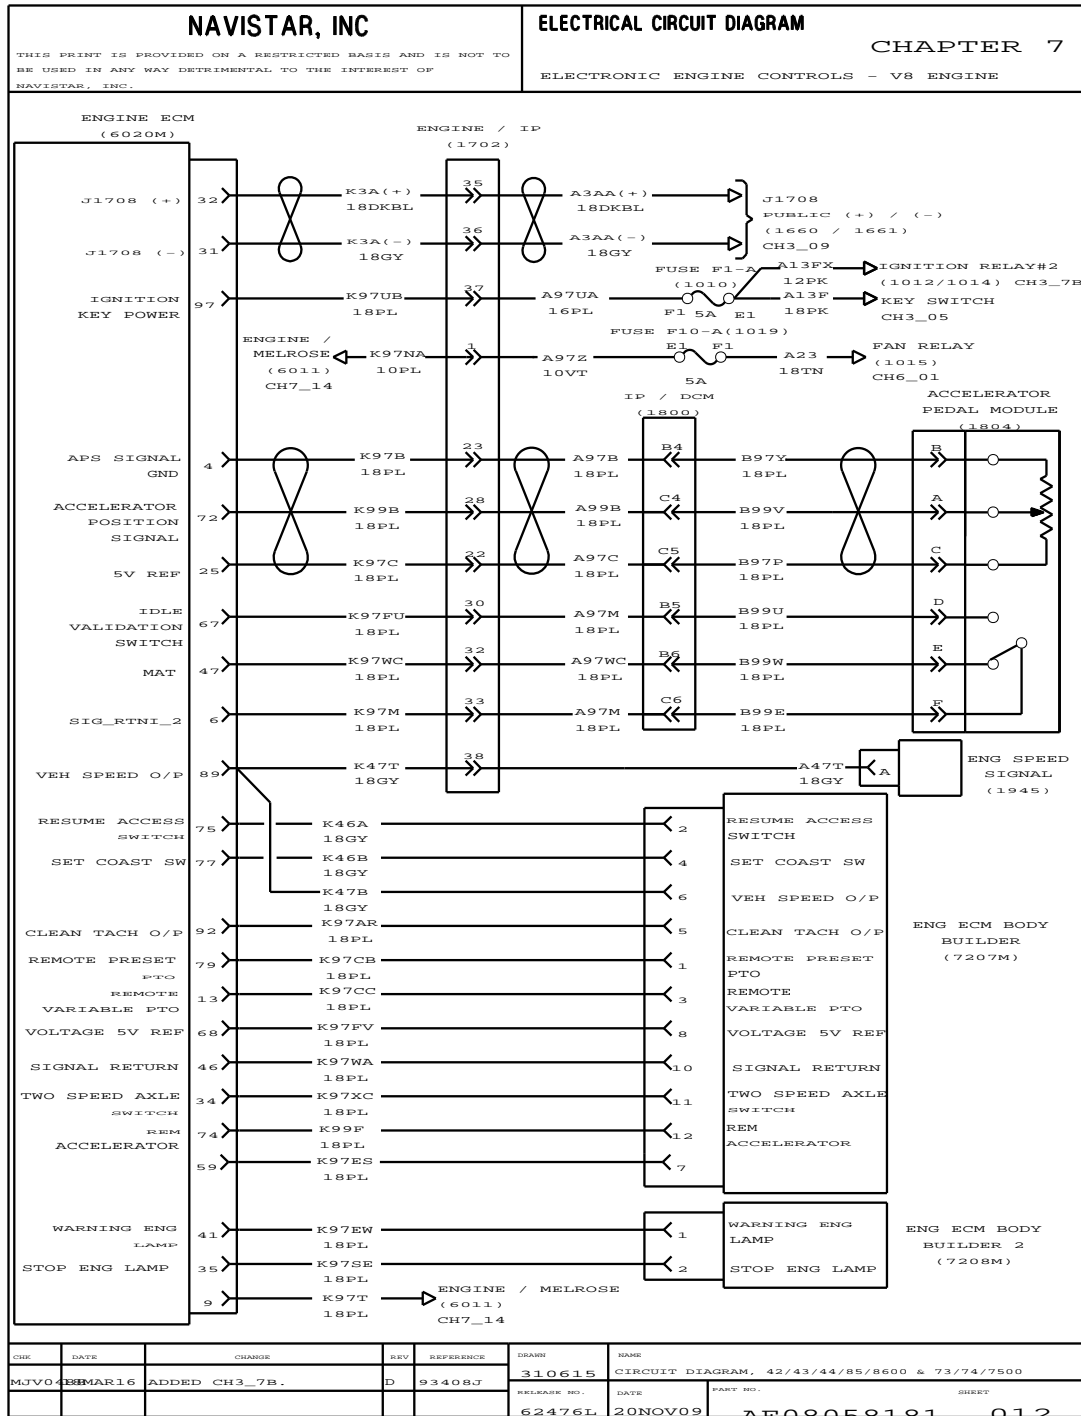 NAVISTAR, INC
THIS PRINT IS PROVIDED ON A RESTRICTED BASIS AND IS NOT TO
BE USED IN ANY WAY DETRIMENTAL TO THE INTEREST OF
NAVISTAR, INC.
ELECTRICAL CIRCUIT DIAGRAM
CHAPTER 7
ELECTRONIC ENGINE CONTROLS - V8 ENGINE
ENGINE ECM
(6020M)
ENGINE / IP
(1702)
J1708 (+) 32 K3A(+) 35 A3AA(+)
18DKBL 18DKBL
J1708
PUBLIC (+) / (-)
(1660 / 1661)
CH3_09
J1708 (-) 31 K3A(-) 36 A3AA(-)
18GY 18GY
FUSE F1-A A13FX IGNITION RELAY#2
(1010) 12PK (1012/1014) CH3_7B
IGNITION 97 K97UB 37 A97UA A13F KEY SWITCH
KEY POWER 18PL 16PL F1 5A E1 18PK CH3_05
FUSE F10-A(1019)
ENGINE / E1 F1 FAN RELAY
MELROSE K97NA 1 A97Z A23 (1015)
(6011) 10PL 10VT 18TN CH6_01
CH7_14 5A
IP / DCM
(1800)
ACCELERATOR
PEDAL MODULE
(1804)
APS SIGNAL 4 K97B 23 A97B B4 B97Y B
GND 18PL 18PL 18PL
ACCELERATOR 72 K99B 28 A99B C4 B99V A
POSITION 18PL 18PL 18PL
SIGNAL
5V REF 25 K97C 22 A97C C5 B97P C
18PL 18PL 18PL
IDLE 67 K97FU 30 A97M B5 B99U D
VALIDATION 18PL 18PL 18PL
SWITCH
MAT 47 K97WC 32 A97WC B6 B99W E
18PL 18PL 18PL
SIG_RTNI_2 6 K97M 33 A97M C6 B99E F
18PL 18PL 18PL
VEH SPEED O/P 89 K47T 38 A47T A
18GY 18GY
ENG SPEED
SIGNAL
(1945)
RESUME ACCESS 75 K46A 2 RESUME ACCESS
SWITCH 18GY SWITCH
SET COAST SW 77 K46B 4 SET COAST SW
18GY
K47B 6 VEH SPEED O/P
18GY
CLEAN TACH O/P 92 K97AR 5 CLEAN TACH O/P
18PL
ENG ECM BODY
BUILDER
(7207M)
REMOTE PRESET 79 K97CB 1 REMOTE PRESET
PTO 18PL PTO
REMOTE 13 K97CC 3 REMOTE
VARIABLE PTO 18PL VARIABLE PTO
VOLTAGE 5V REF 68 K97FV 8 VOLTAGE 5V REF
18PL
SIGNAL RETURN 46 K97WA 10 SIGNAL RETURN
18PL
TWO SPEED AXLE 34 K97XC 11 TWO SPEED AXLE
SWITCH 18PL SWITCH
REM 74 K99F 12 REM
ACCELERATOR 18PL ACCELERATOR
59 K97ES 7
18PL
WARNING ENG 41 K97EW 1 WARNING ENG
LAMP 18PL LAMP
ENG ECM BODY
BUILDER 2
(7208M)
STOP ENG LAMP 35 K97SE 2 STOP ENG LAMP
18PL
9 K97T ENGINE / MELROSE
18PL (6011)
CH7_14
CHK DATE CHANGE REV REFERENCE
ADDED CH3_7B. D 93408J
DRAWN
310615
NAME
CIRCUIT DIAGRAM, 42/43/44/85/8600 & 73/74/7500
RELEASE NO.
62476L
DATE
20NOV09
PART NO. SHEET
AF08058181 012